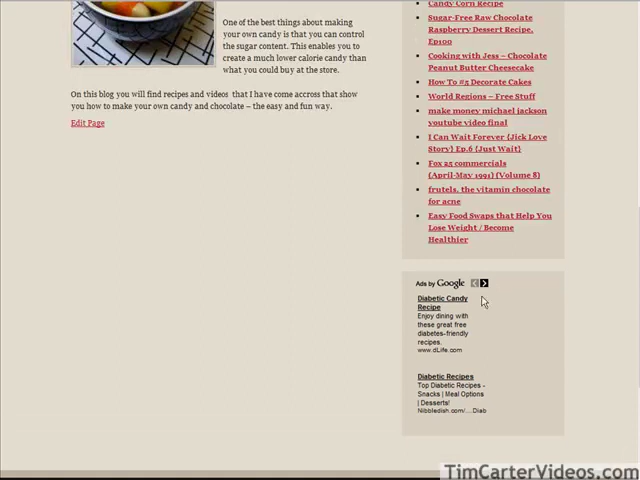 One of the best things about making
your own candy is that you can control
the sugar content. This enables you to
create a much lower calorie candy than
what you could buy at the store.
On this blog you will find recipes and videos that I have come accross that show
you how to make your own candy and chocolate – the easy and fun way.
Edit Page
Candy Corn Recipe
Sugar-Free Raw Chocolate
Raspberry Dessert Recipe,
Ep100
Cooking with Jess – Chocolate
Peanut Butter Cheesecake
How To #5 Decorate Cakes
World Regions – Free Stuff
make money michael jackson
youtube video final
I Can Wait Forever {Jick Love
Story} Ep.6 {Just Wait}
Fox 25 commercials
(April-May 1991) (Volume 8)
frutels, the vitamin chocolate
for acne
Easy Food Swaps that Help You
Lose Weight / Become
Healthier
Ads by Google
Diabetic Candy
Recipe
Enjoy dining with
these great free
diabetes-friendly
recipes.
www.dLife.com
Diabetic Recipes
Top Diabetic Recipes -
Snacks | Meal Options
| Desserts!
Nibbledish.com/....Diab
TimCarterVideos.com